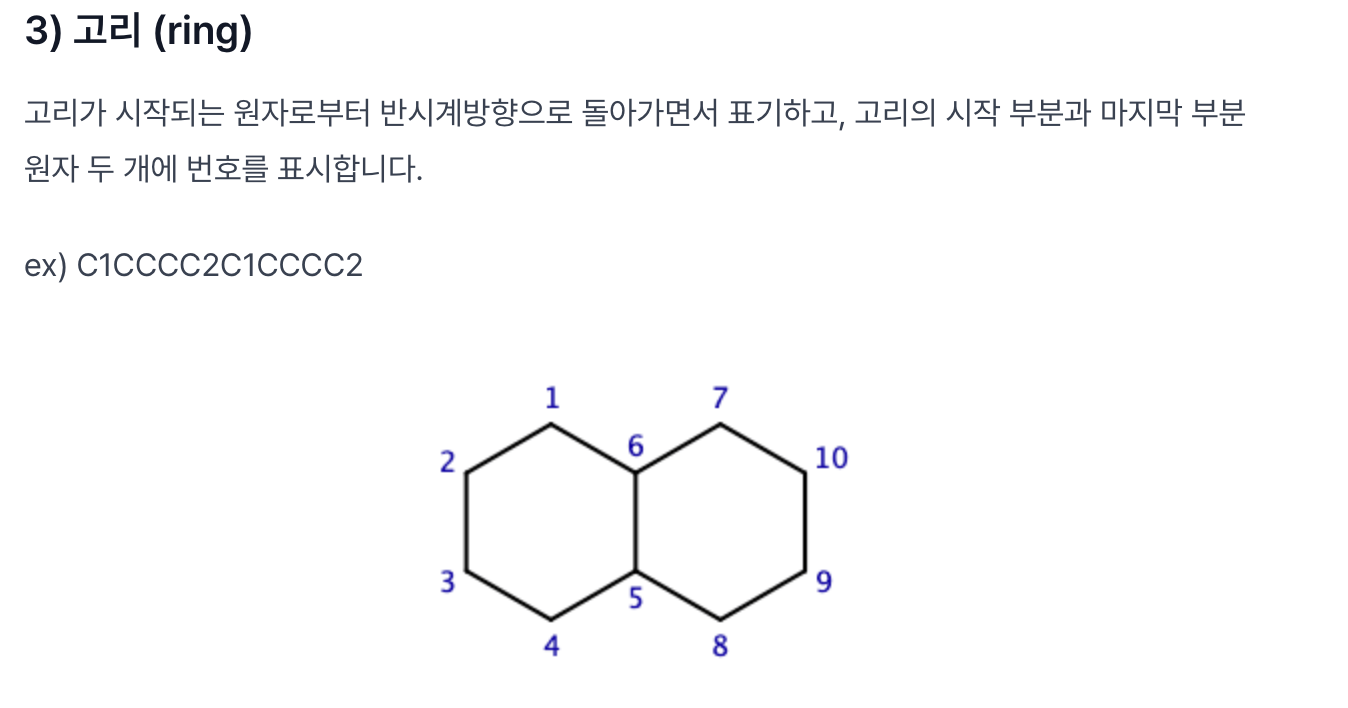 3) 고리 (ring)
고리가 시작되는 원자로부터 반시계방향으로 돌아가면서 표기하고, 고리의 시작 부분과 마지막 부분
원자 두 개에 번호를 표시합니다.
ex) C1CCCC2C1CCCC2
1 7
6
2 10
3 9
5
4 8